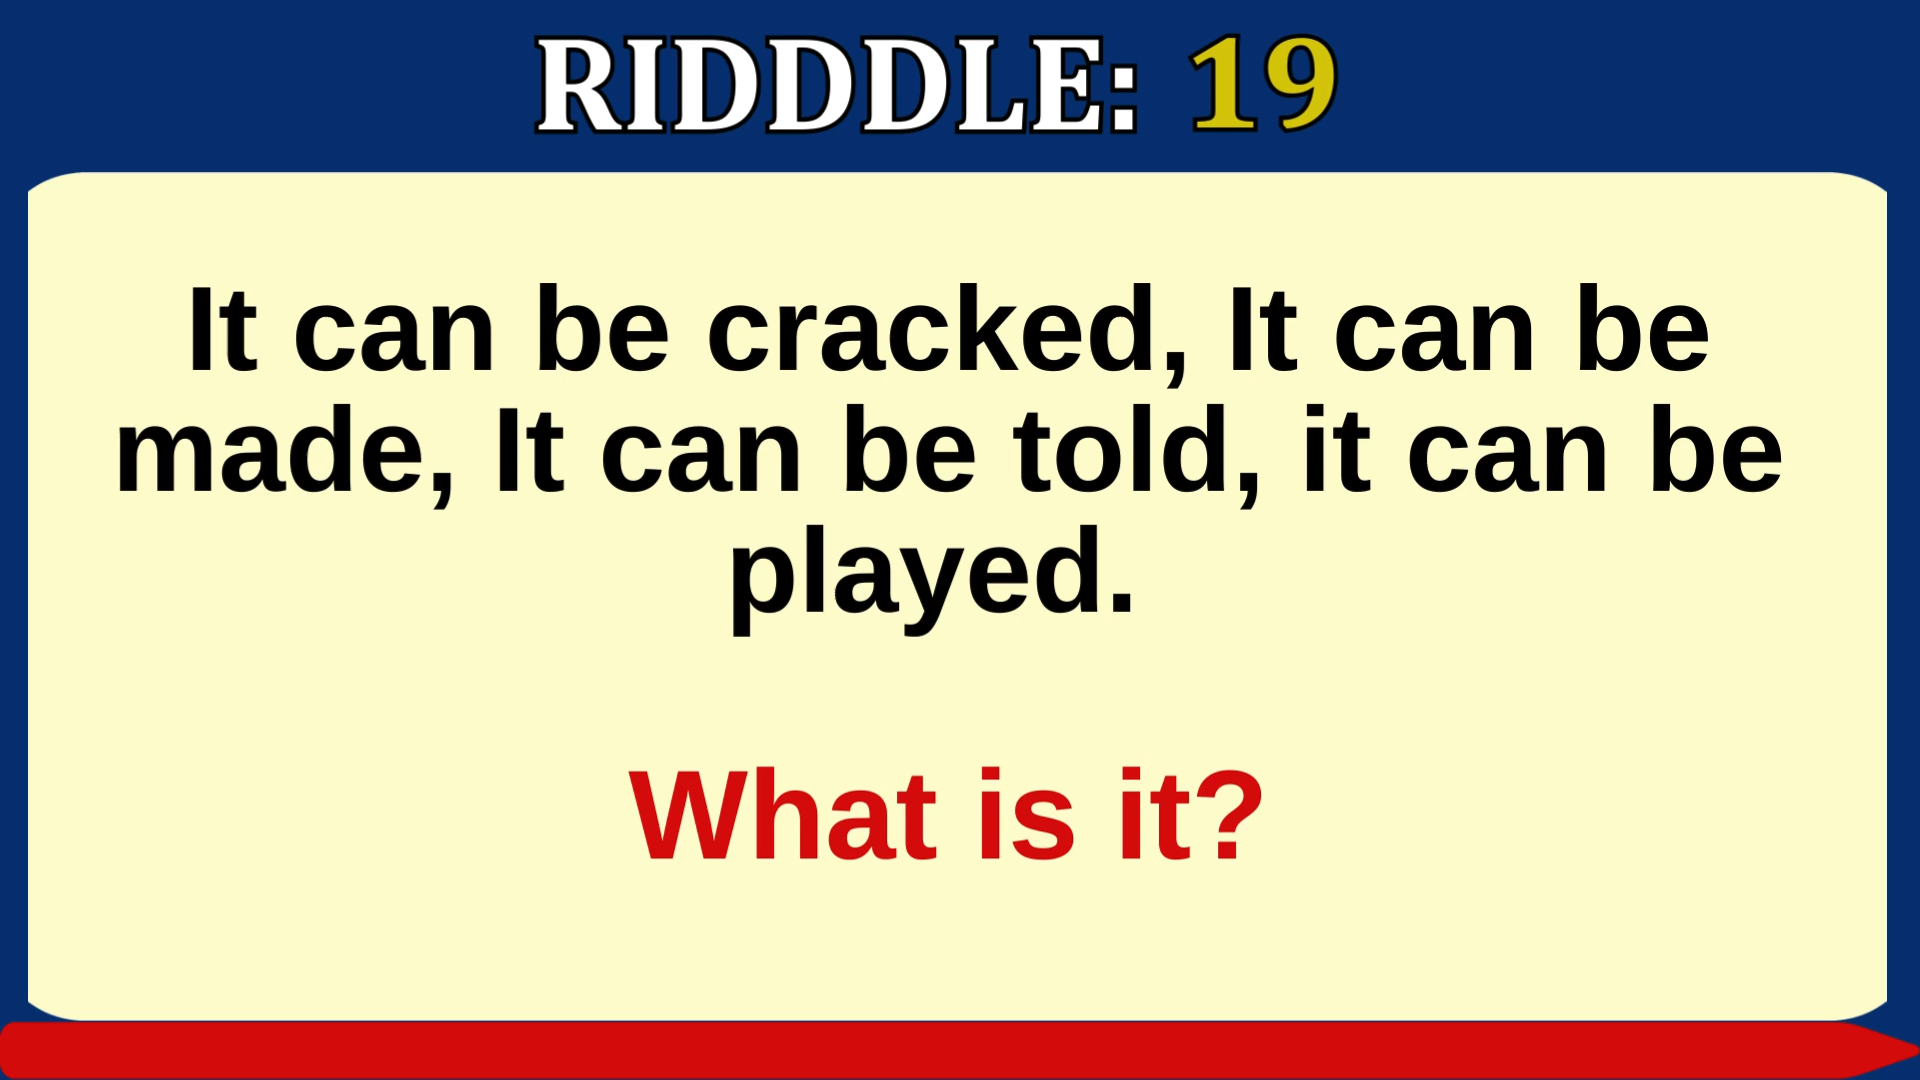 RIDDDLE: 19
It can be cracked, It can be
made, It can be told, it can be
played.
What is it?